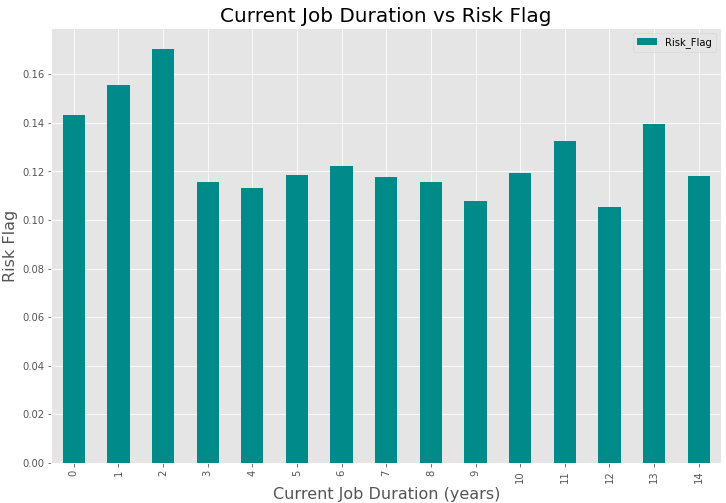 Current Job Duration vs Risk Flag
Risk_Flag
0.16
0.14
0.12
0.10
0.08
0.06
0.04
0.02
0.00
Risk Flag
0 1 2 3 4 5 6 7 8 9 10 11 12 13 14
Current Job Duration (years)